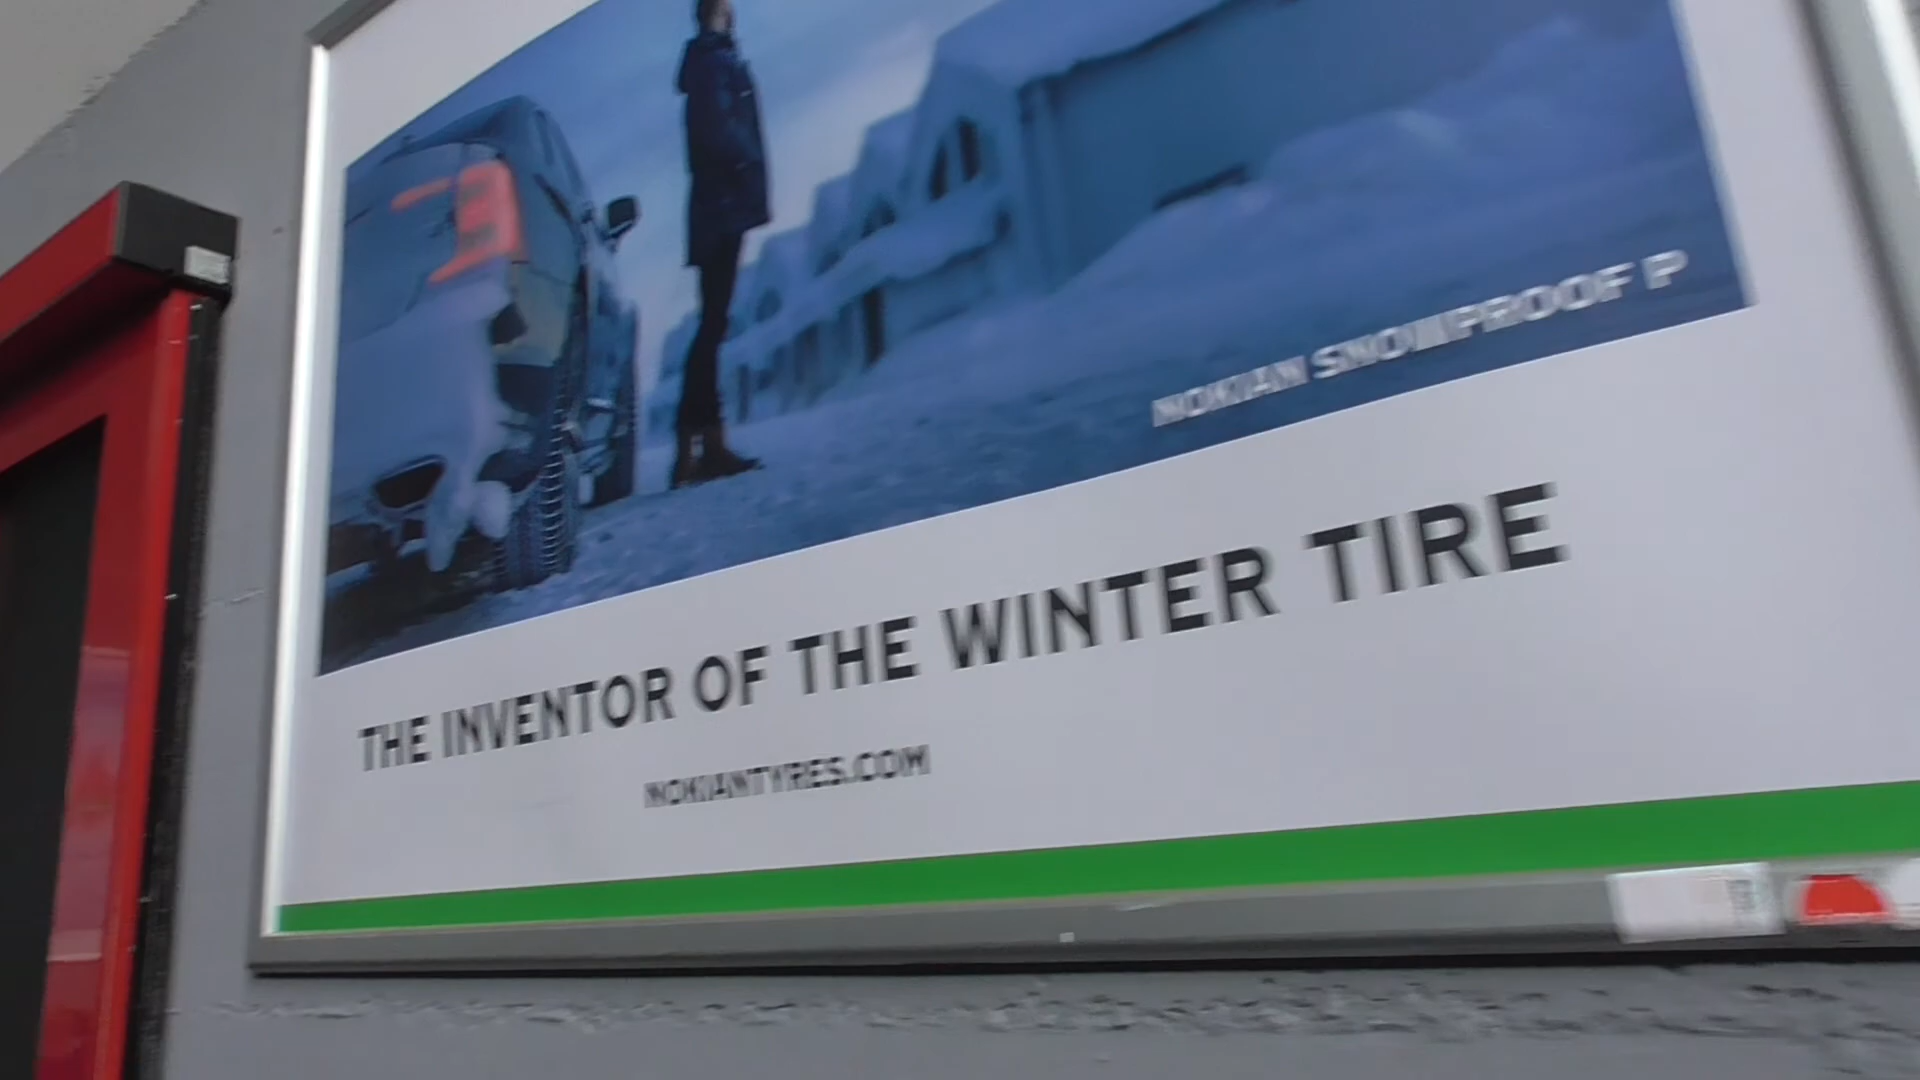 NOKIAN SNOWPROOF P
THE INVENTOR OF THE WINTER TIRE
NOKIANTYRES.COM